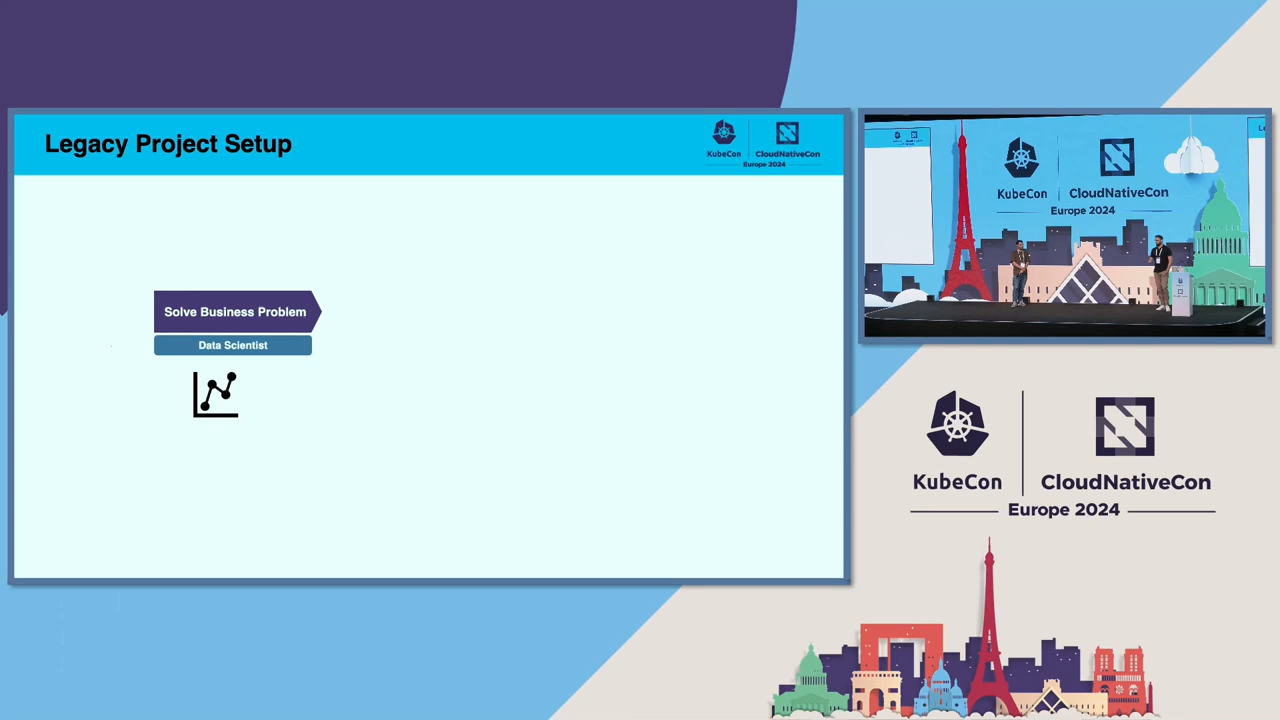 Legacy Project Setup
KubeCon
CloudNativeCon
Europe 2024
Solve Business Problem
Data Scientist
KubeCon
CloudNativeCon
Europe 2024
KubeCon
CloudNativeCon
Europe 2024